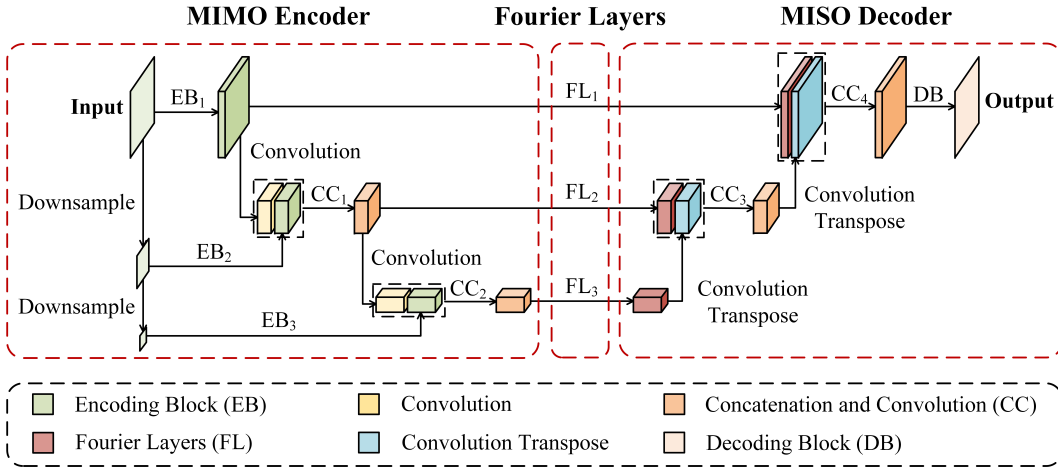 MIMO Encoder
Fourier Layers
MISO Decoder
Input
EB1
FL1
CC4
DB
Output
Convolution
Downsample
CC1
FL2
CC3
Convolution
Transpose
EB2
Convolution
Downsample
CC2
FL3
Convolution
Transpose
EB3
Encoding Block (EB)
Convolution
Concatenation and Convolution (CC)
Fourier Layers (FL)
Convolution Transpose
Decoding Block (DB)